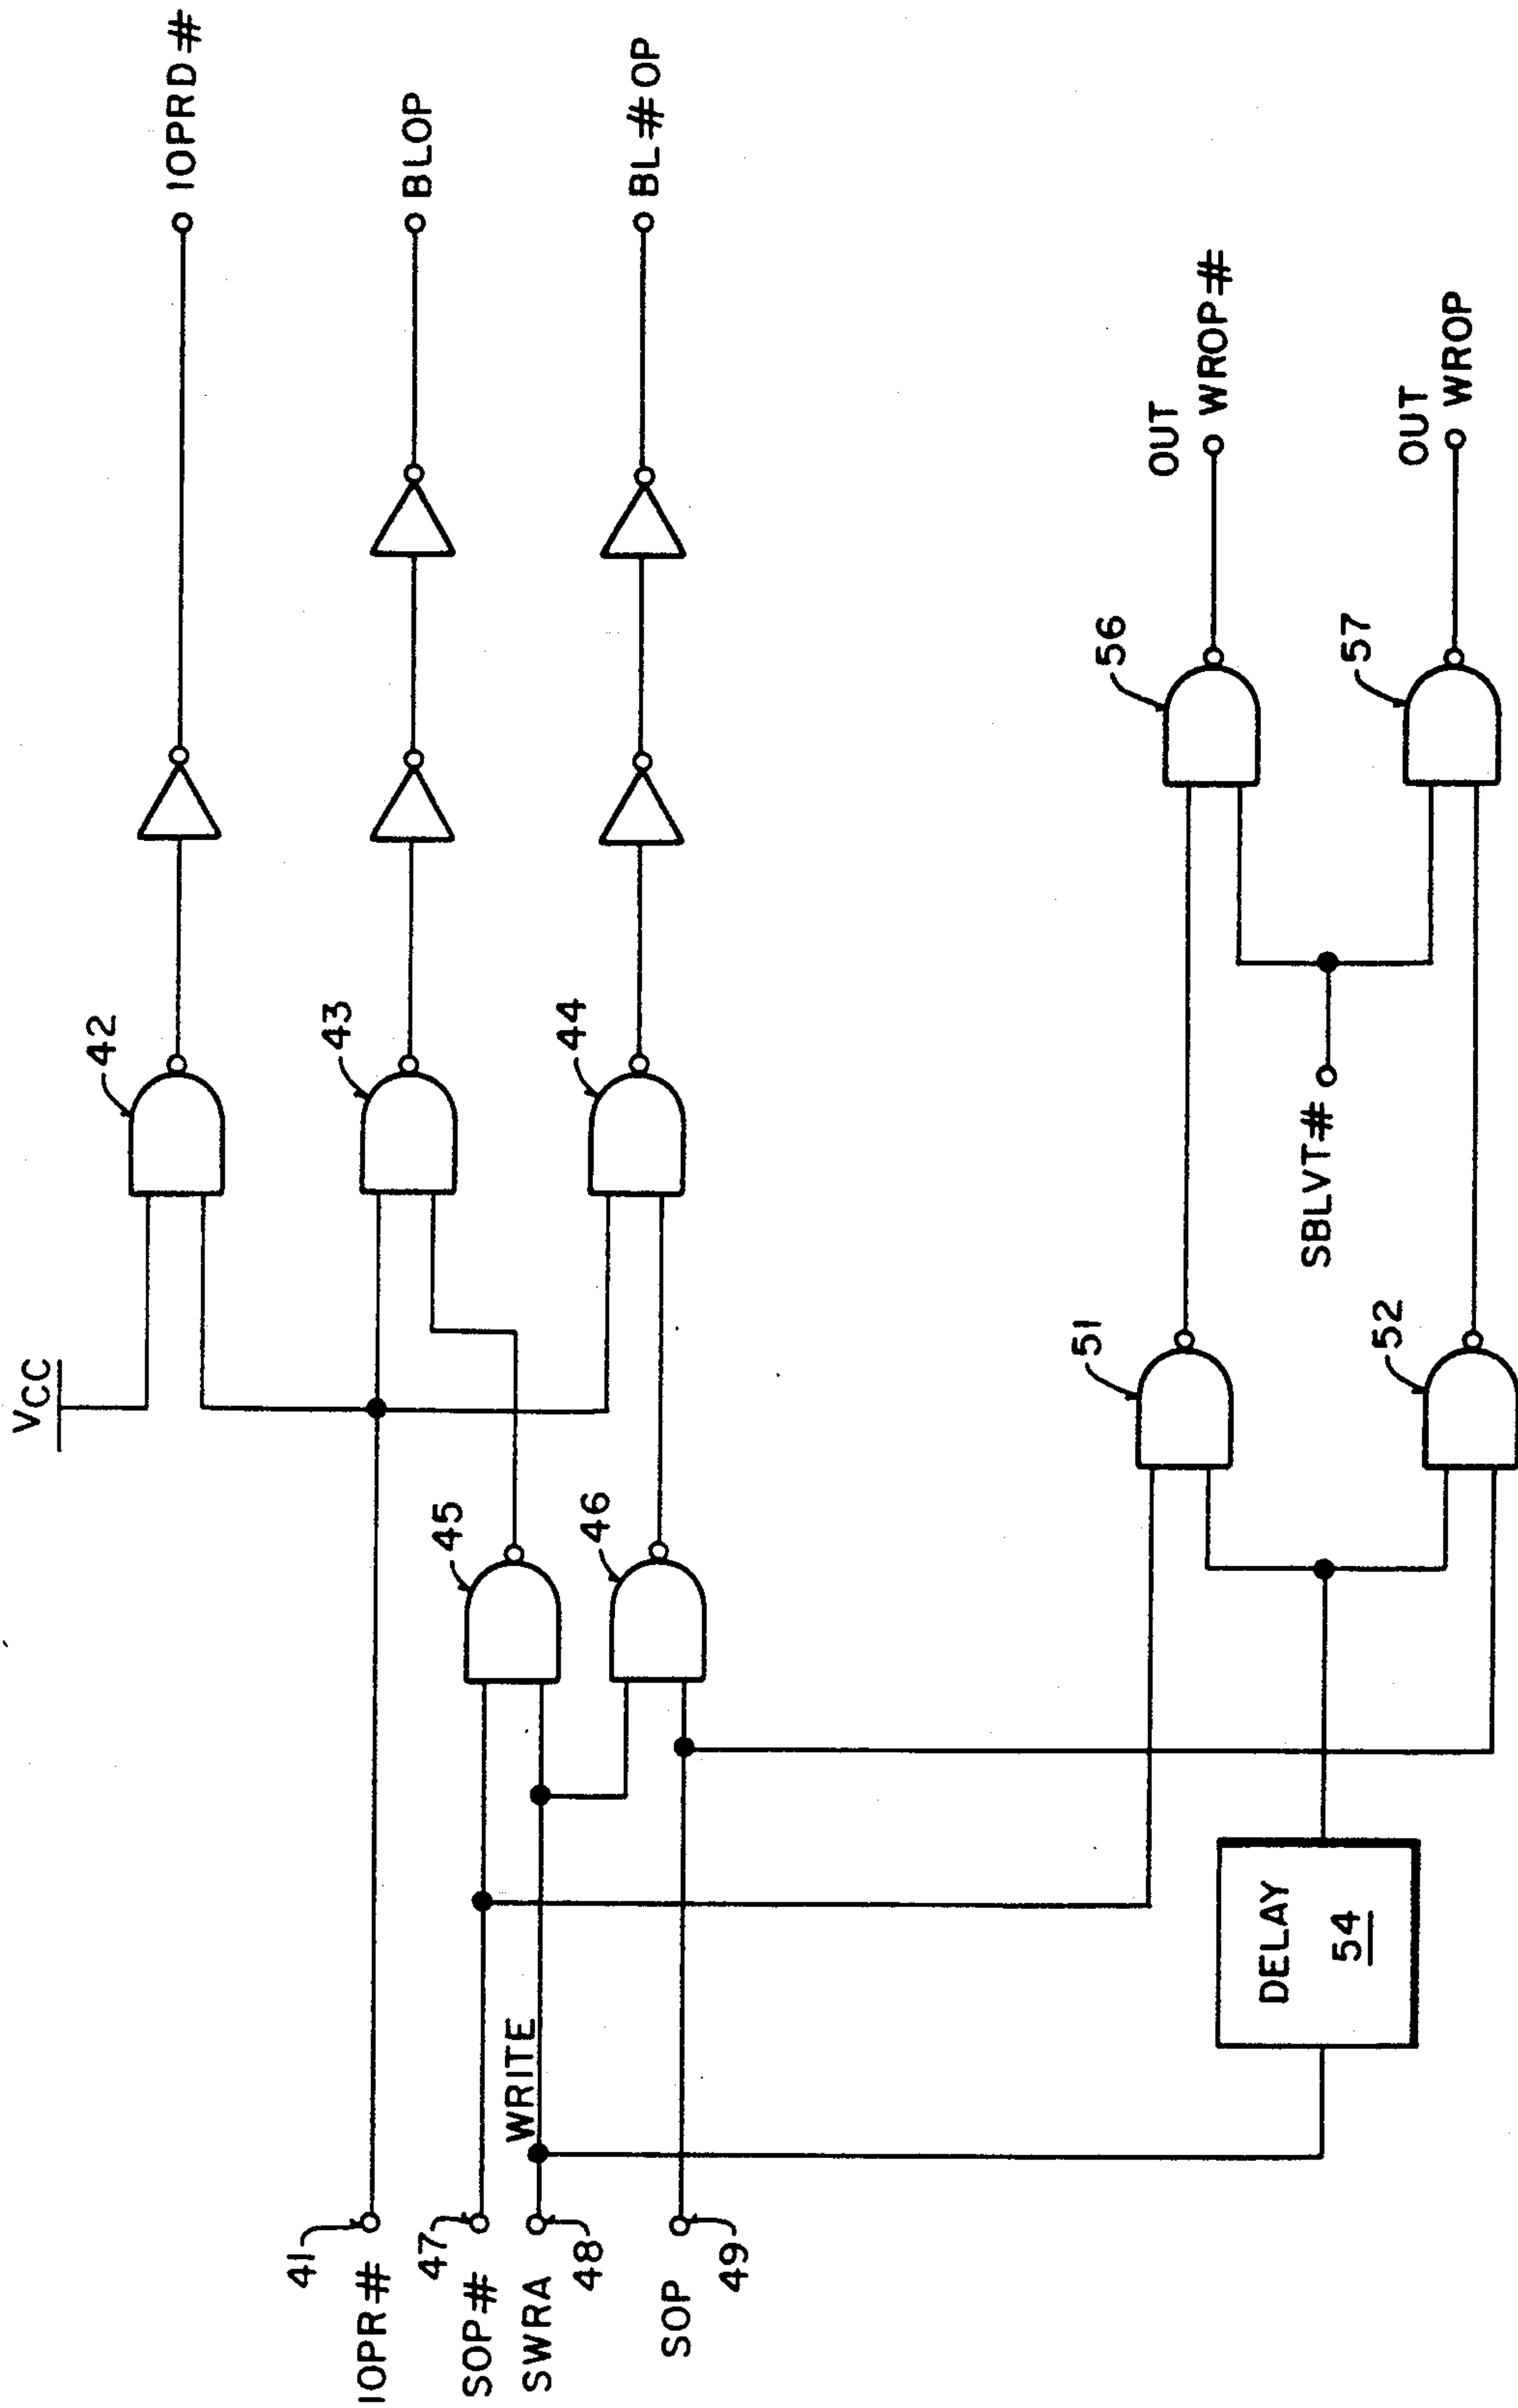 VCC
42
IOPRD#
43
BLOP
44
BL#OP
45
46
41
IOPR#
47
SOP#
WRITE
SWRA
48
SOP
49
51
56
OUT
WROP#
SBLVT#
52
57
OUT
WROP
DELAY
54